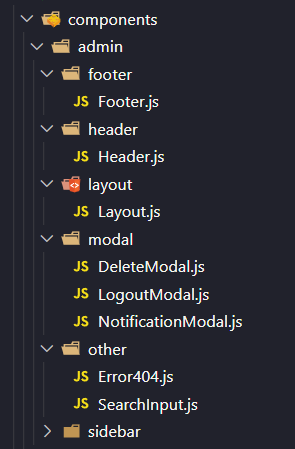 components
admin
footer
JS Footer.js
header
JS Header.js
layout
JS Layout.js
modal
JS DeleteModal.js
JS LogoutModal.js
JS NotificationModal.js
other
JS Error404.js
JS SearchInput.js
sidebar